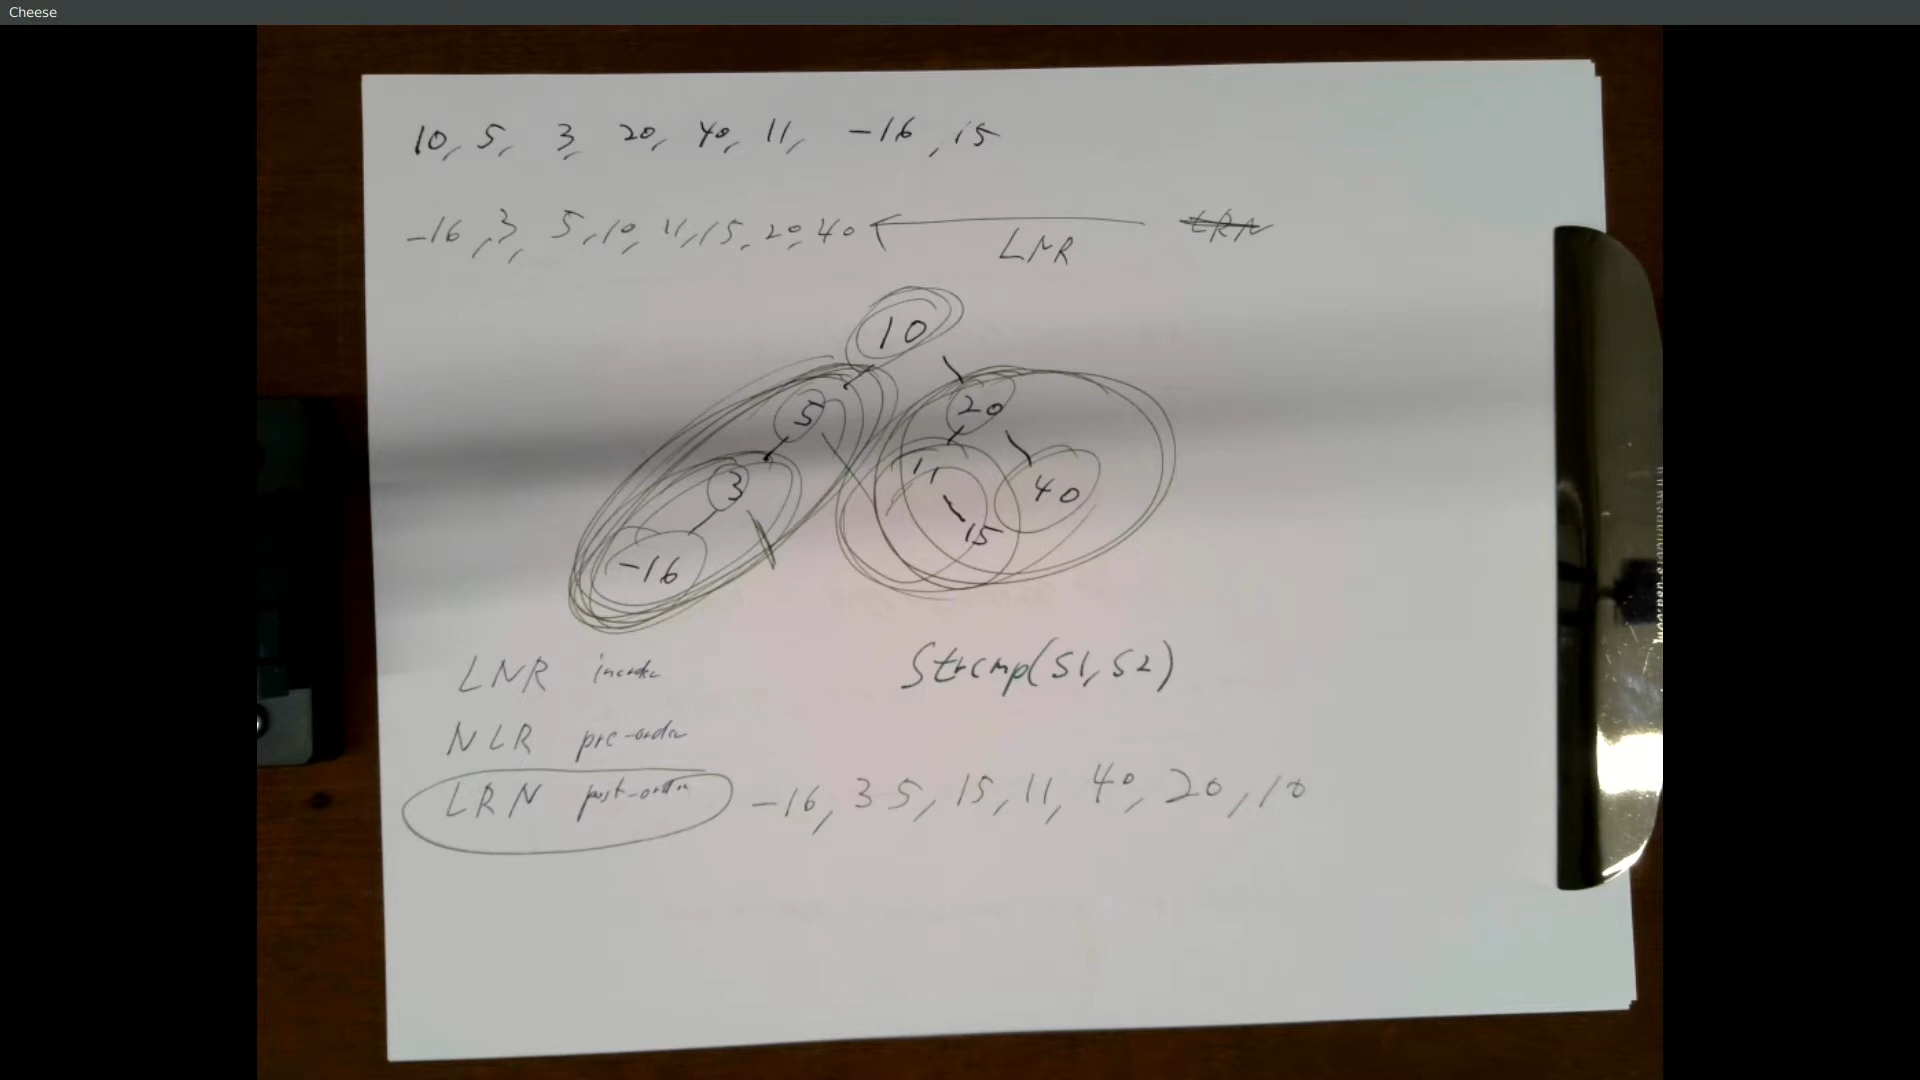 Cheese
10, 5, 3, 20, 40, 11, -16, 15
-16, 3, 5, 10, 11, 15, 20, 40 LNR LRN
10
5 20
3 11 40
15
-16
LNR inorder
Strcmp(S1, S2)
NLR pre-order
LRN post-order -16, 3 5, 15, 11, 40, 20, 10